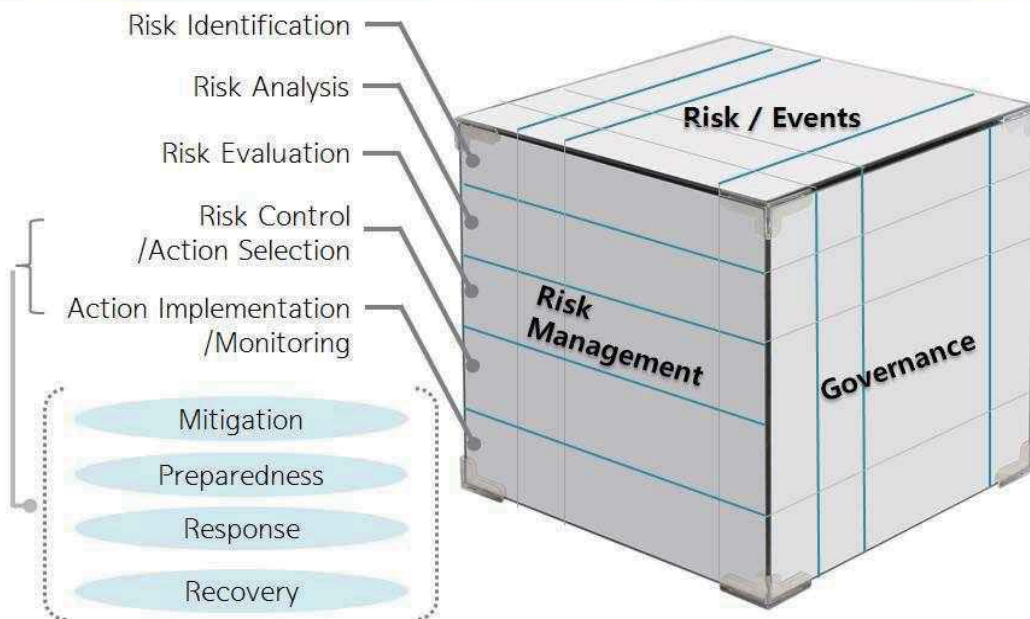 Risk Identification
Risk Analysis
Risk Evaluation
Risk Control
/Action Selection
Action Implementation
/Monitoring
Mitigation
Preparedness
Response
Recovery
Risk / Events
Risk
Management
Governance